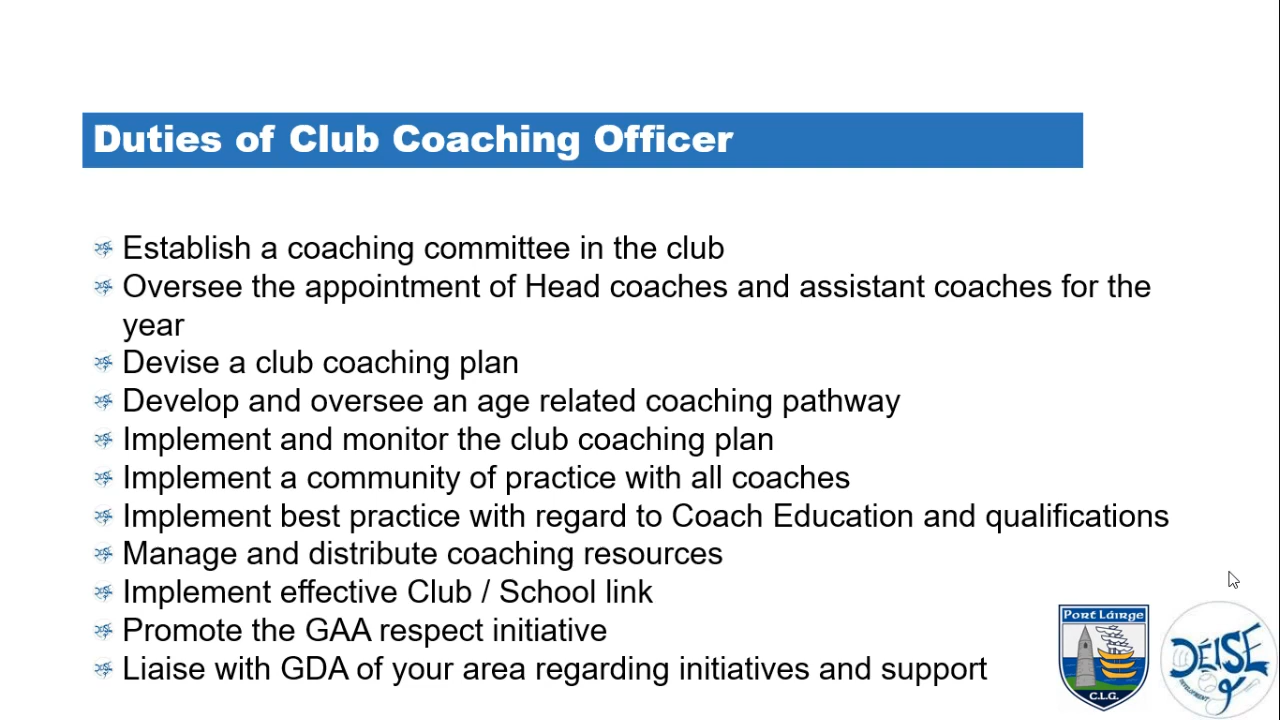 Duties of Club Coaching Officer
Establish a coaching committee in the club
Oversee the appointment of Head coaches and assistant coaches for the
year
Devise a club coaching plan
Develop and oversee an age related coaching pathway
Implement and monitor the club coaching plan
Implement a community of practice with all coaches
Implement best practice with regard to Coach Education and qualifications
Manage and distribute coaching resources
Implement effective Club / School link
Promote the GAA respect initiative
Liaise with GDA of your area regarding initiatives and support
Port Láirge
C.L.G.
DÉISE
DEVELOPMENT